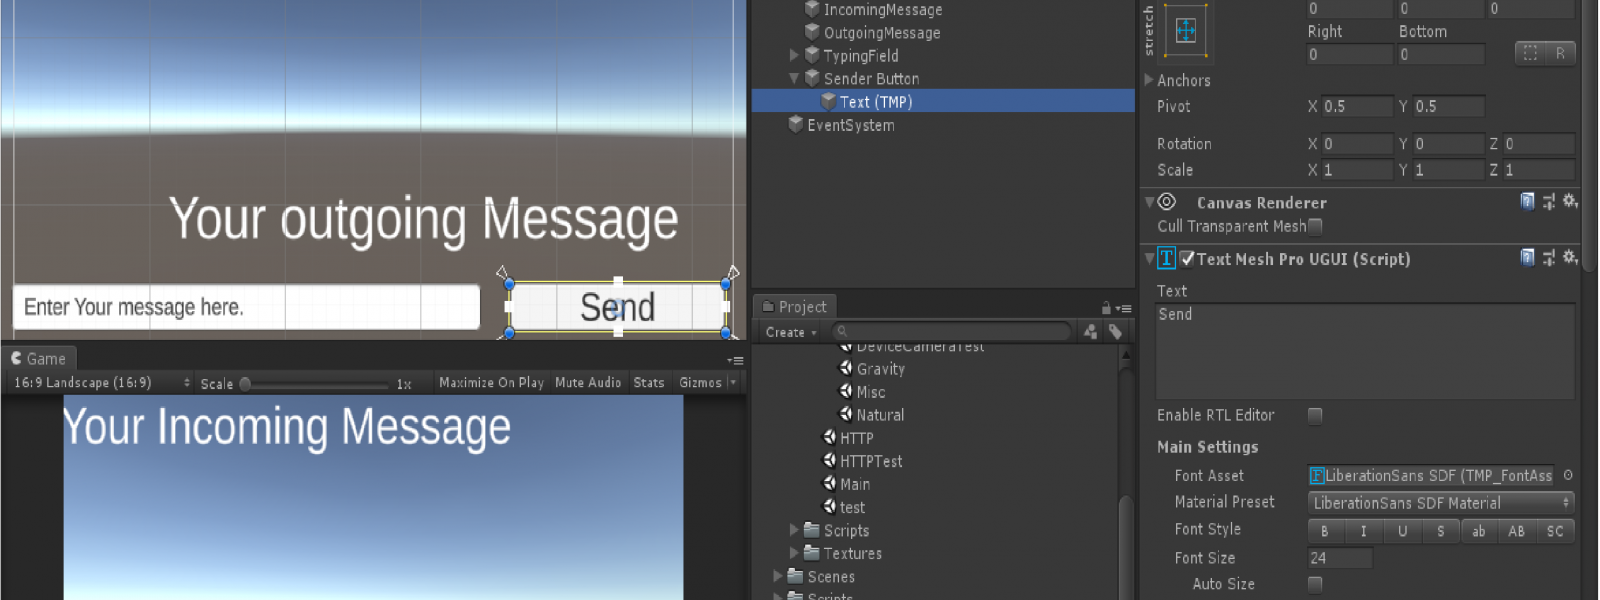 Your outgoing Message
Enter Your message here.
Send
Game
16:9 Landscape (16:9)
Scale
1x
Maximize On Play
Mute Audio
Stats
Gizmos
Your Incoming Message
IncomingMessage
OutgoingMessage
TypingField
Sender Button
Text (TMP)
EventSystem
Project
Create
DeviceCameraTest
Gravity
Misc
Natural
HTTP
HTTPTest
Main
test
Scripts
Textures
Scenes
Scripts
stretch
0 0 0
Right Bottom
0 0
R
Anchors
Pivot X 0.5 Y 0.5
Rotation X 0 Y 0 Z 0
Scale X 1 Y 1 Z 1
Canvas Renderer
Cull Transparent Mesh
T Text Mesh Pro UGUI (Script)
Text
Send
Enable RTL Editor
Main Settings
Font Asset F LiberationSans SDF (TMP_FontAss
Material Preset LiberationSans SDF Material
Font Style B I U S ab AB SC
Font Size 24
Auto Size